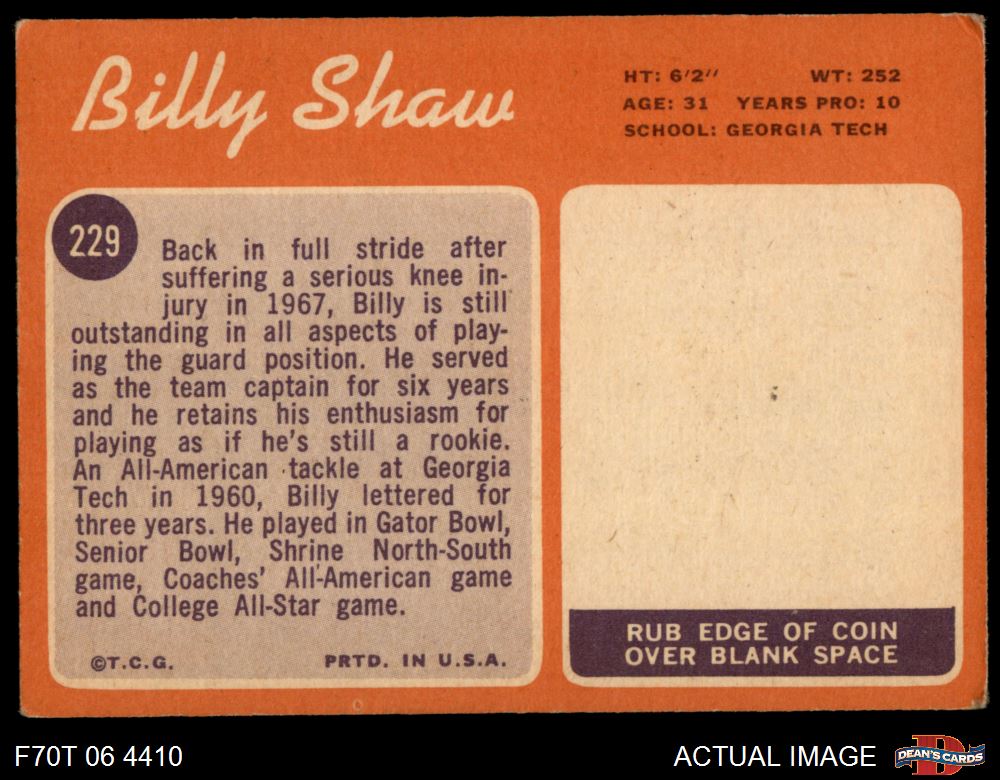 Billy Shaw
HT: 6'2" WT: 252
AGE: 31 YEARS PRO: 10
SCHOOL: GEORGIA TECH
229
Back in full stride after
suffering a serious knee in-
jury in 1967, Billy is still
outstanding in all aspects of play-
ing the guard position. He served
as the team captain for six years
and he retains his enthusiasm for
playing as if he's still a rookie.
An All-American tackle at Georgia
Tech in 1960, Billy lettered for
three years. He played in Gator Bowl,
Senior Bowl, Shrine North-South
game, Coaches' All-American game
and College All-Star game.
©T.C.G. PRTD. IN U.S.A.
RUB EDGE OF COIN
OVER BLANK SPACE
F70T 06 4410
ACTUAL IMAGE
D
DEAN'S CARDS